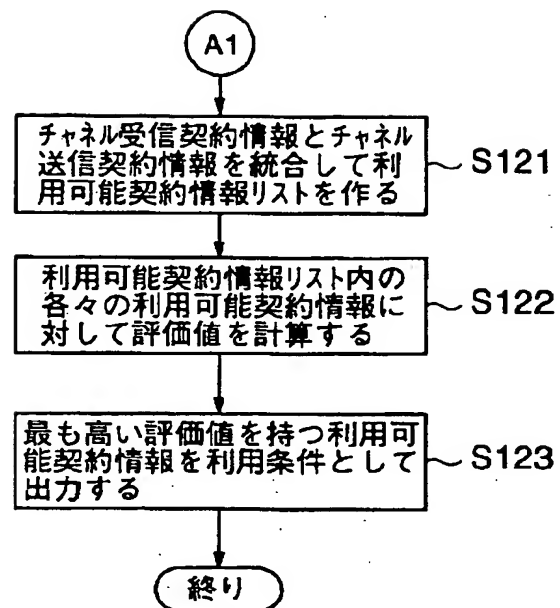 A1
チャネル受信契約情報とチャネル
送信契約情報を統合して利
用可能契約情報リストを作る
S121
利用可能契約情報リスト内の
各々の利用可能契約情報に
対して評価値を計算する
S122
最も高い評価値を持つ利用可
能契約情報を利用条件として
出力する
S123
終り